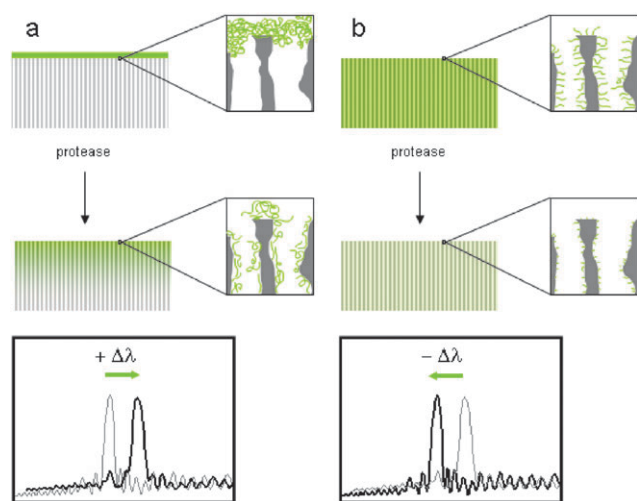 a
b
protease
protease
+ Δλ
− Δλ